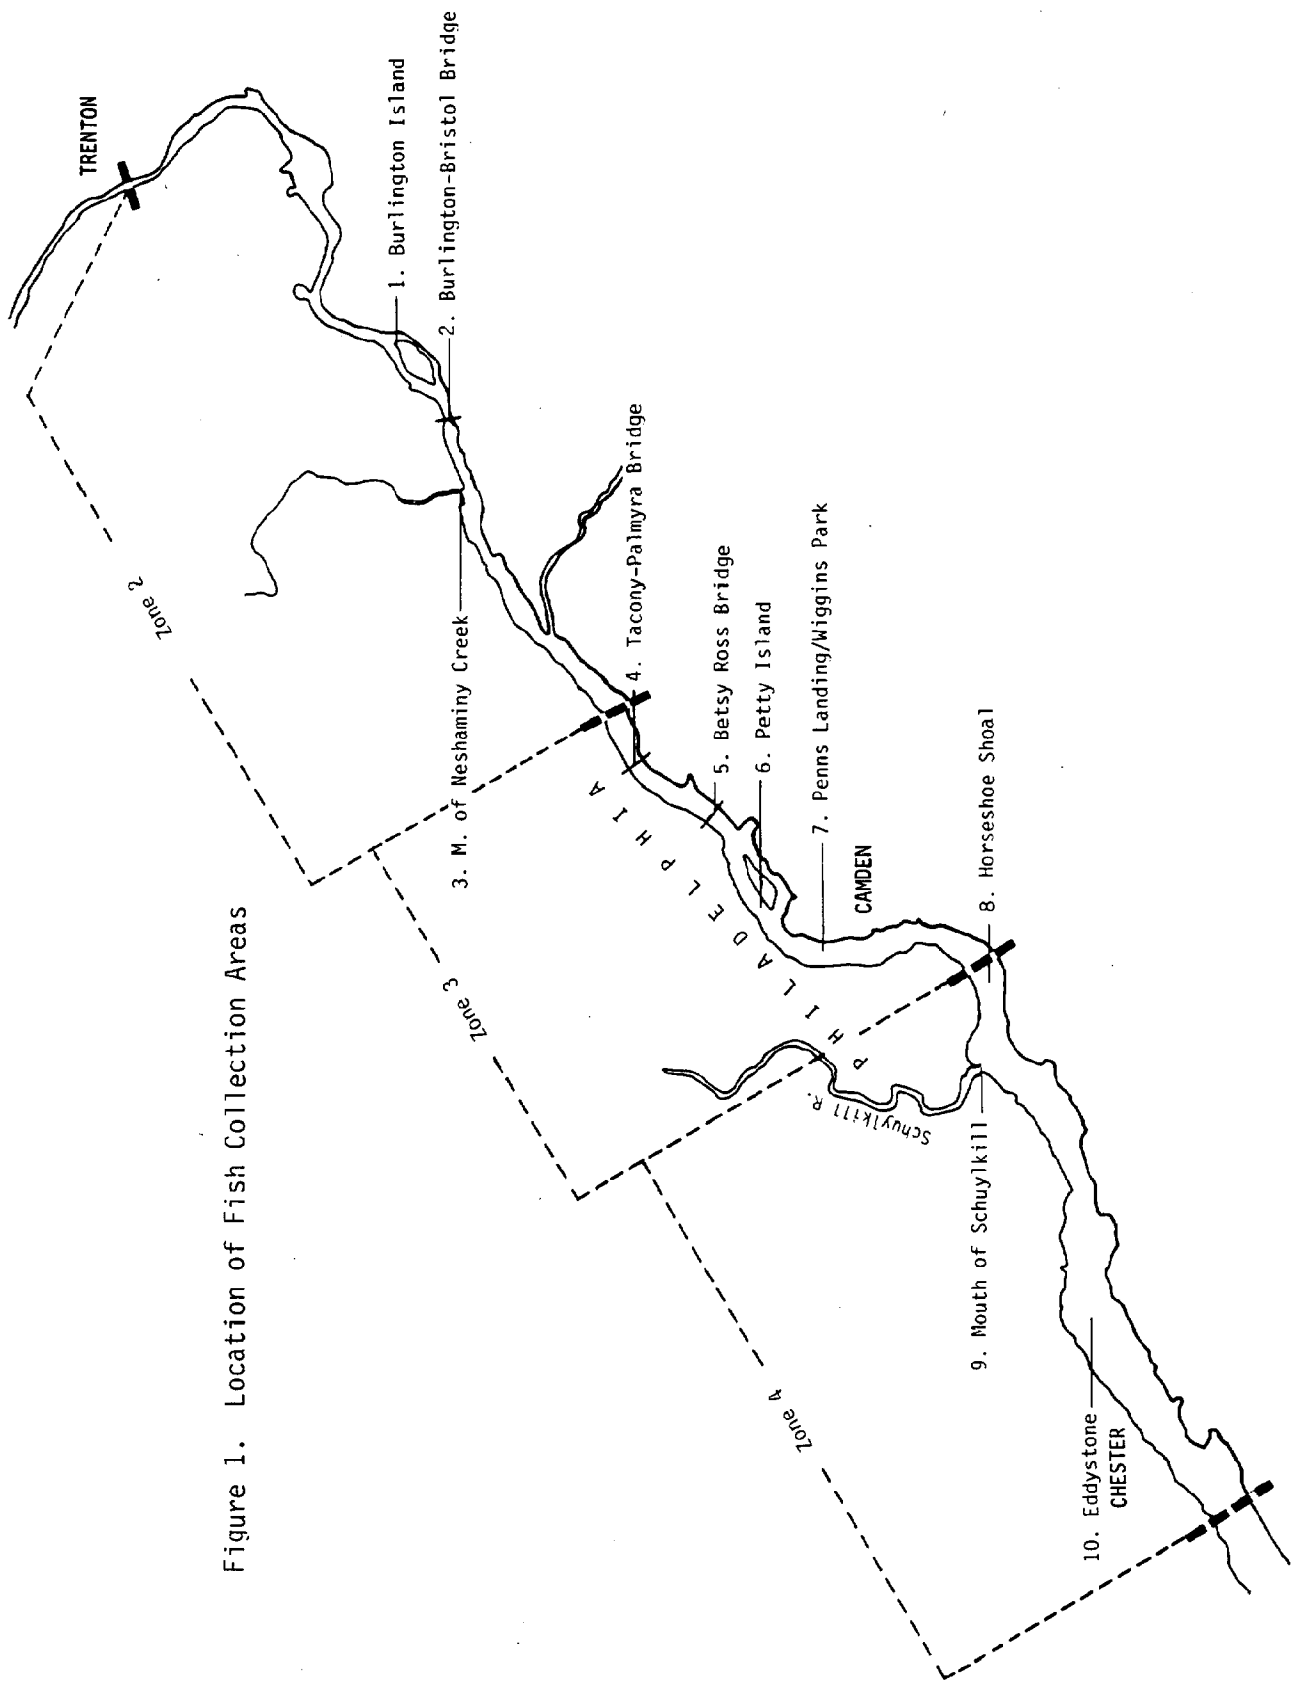 Figure 1. Location of Fish Collection Areas
TRENTON
1. Burlington Island
2. Burlington-Bristol Bridge
Zone 2
3. M. of Neshaminy Creek
4. Tacony-Palmyra Bridge
5. Betsy Ross Bridge
6. Petty Island
7. Penns Landing/Wiggins Park
PHILADELPHIA
CAMDEN
Zone 3
8. Horseshoe Shoal
Schuylkill R.
9. Mouth of Schuylkill
Zone 4
10. Eddystone
CHESTER